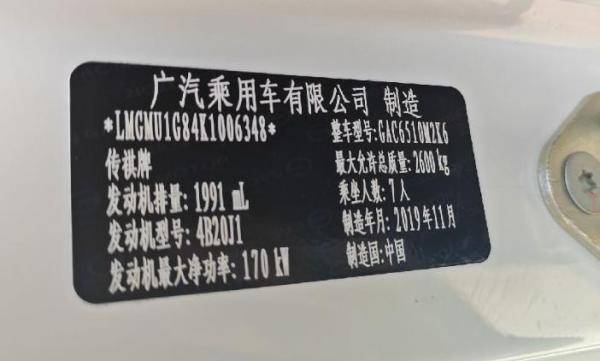 广汽乘用车有限公司 制造
*LMGMU1G84K1006348*
整车型号:GAC6510M2K6
传祺牌
最大允许总质量:2600 kg
发动机排量:1991 mL
乘坐人数:7人
发动机型号:4B20J1
制造年月:2019年11月
发动机最大净功率:170 kW
制造国:中国